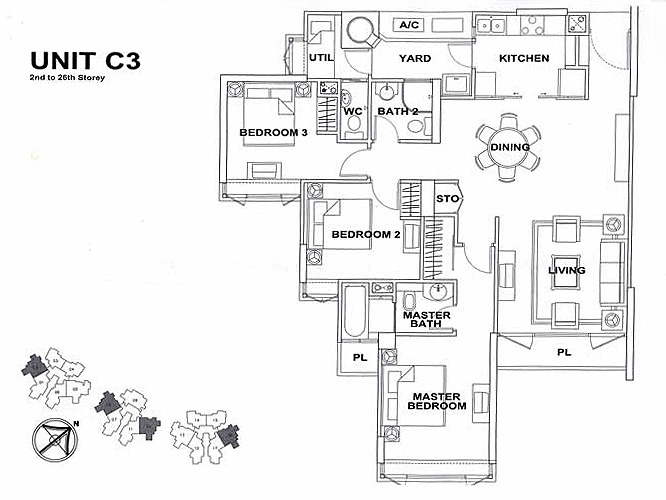 UNIT C3
2nd to 26th Storey
A/C
UTIL
YARD
KITCHEN
WC
BATH 2
BEDROOM 3
DINING
STO
BEDROOM 2
LIVING
MASTER
BATH
PL
PL
MASTER
BEDROOM
N